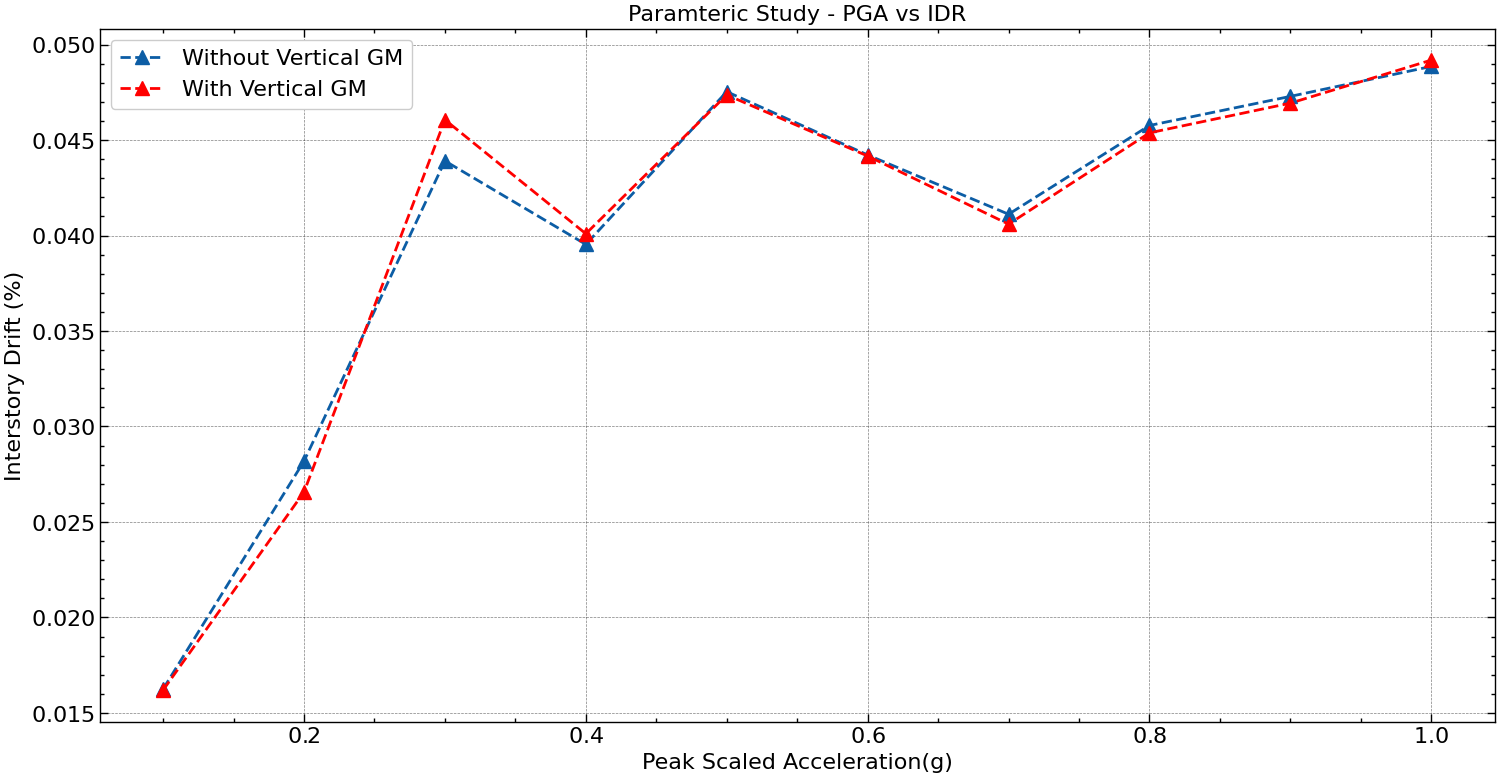 Paramteric Study - PGA vs IDR
Without Vertical GM
With Vertical GM
0.050
0.045
0.040
0.035
0.030
0.025
0.020
0.015
Interstory Drift (%)
0.2 0.4 0.6 0.8 1.0
Peak Scaled Acceleration(g)